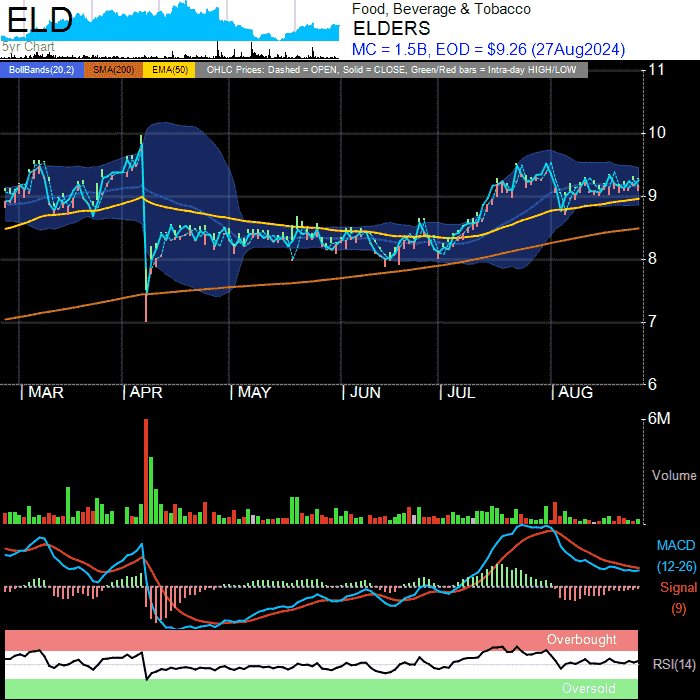 ELD
5yr Chart
Food, Beverage & Tobacco
ELDERS
MC = 1.5B, EOD = $9.26 (27Aug2024)
BollBands(20,2) SMA(200) EMA(50) OHLC Prices: Dashed = OPEN, Solid = CLOSE, Green/Red bars = Intra-day HIGH/LOW
11
10
9
8
7
6
| MAR | APR | MAY | JUN | JUL | AUG
6M
Volume
MACD
(12-26)
Signal
(9)
Overbought
RSI(14)
Oversold